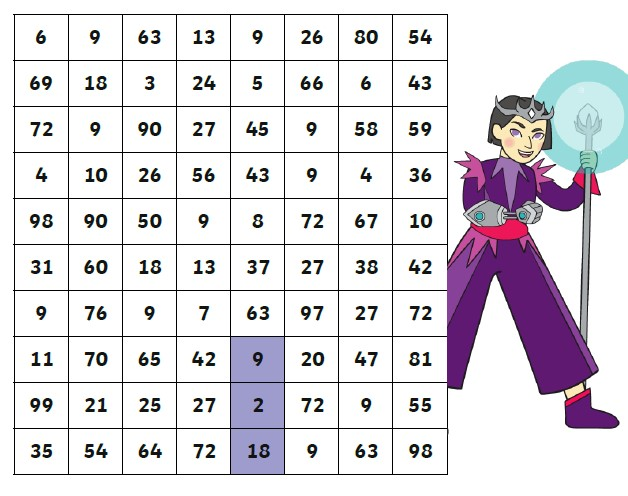 6 9 63 13 9 26 80 54
69 18 3 24 5 66 6 43
72 9 90 27 45 9 58 59
4 10 26 56 43 9 4 36
98 90 50 9 8 72 67 10
31 60 18 13 37 27 38 42
9 76 9 7 63 97 27 72
11 70 65 42 9 20 47 81
99 21 25 27 2 72 9 55
35 54 64 72 18 9 63 98